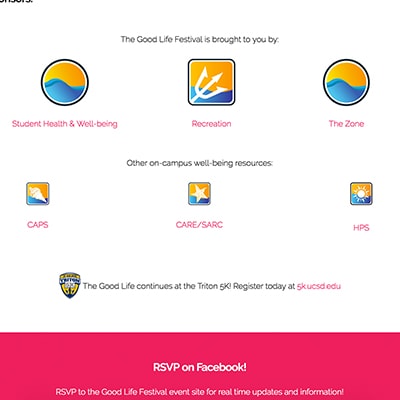 The Good Life Festival is brought to you by:
Student Health & Well-being
Recreation
The Zone
Other on-campus well-being resources:
CAPS
CARE/SARC
HPS
TRITON
The Good Life continues at the Triton 5K! Register today at 5k.ucsd.edu
RSVP on Facebook!
RSVP to the Good Life Festival event site for real time updates and information!